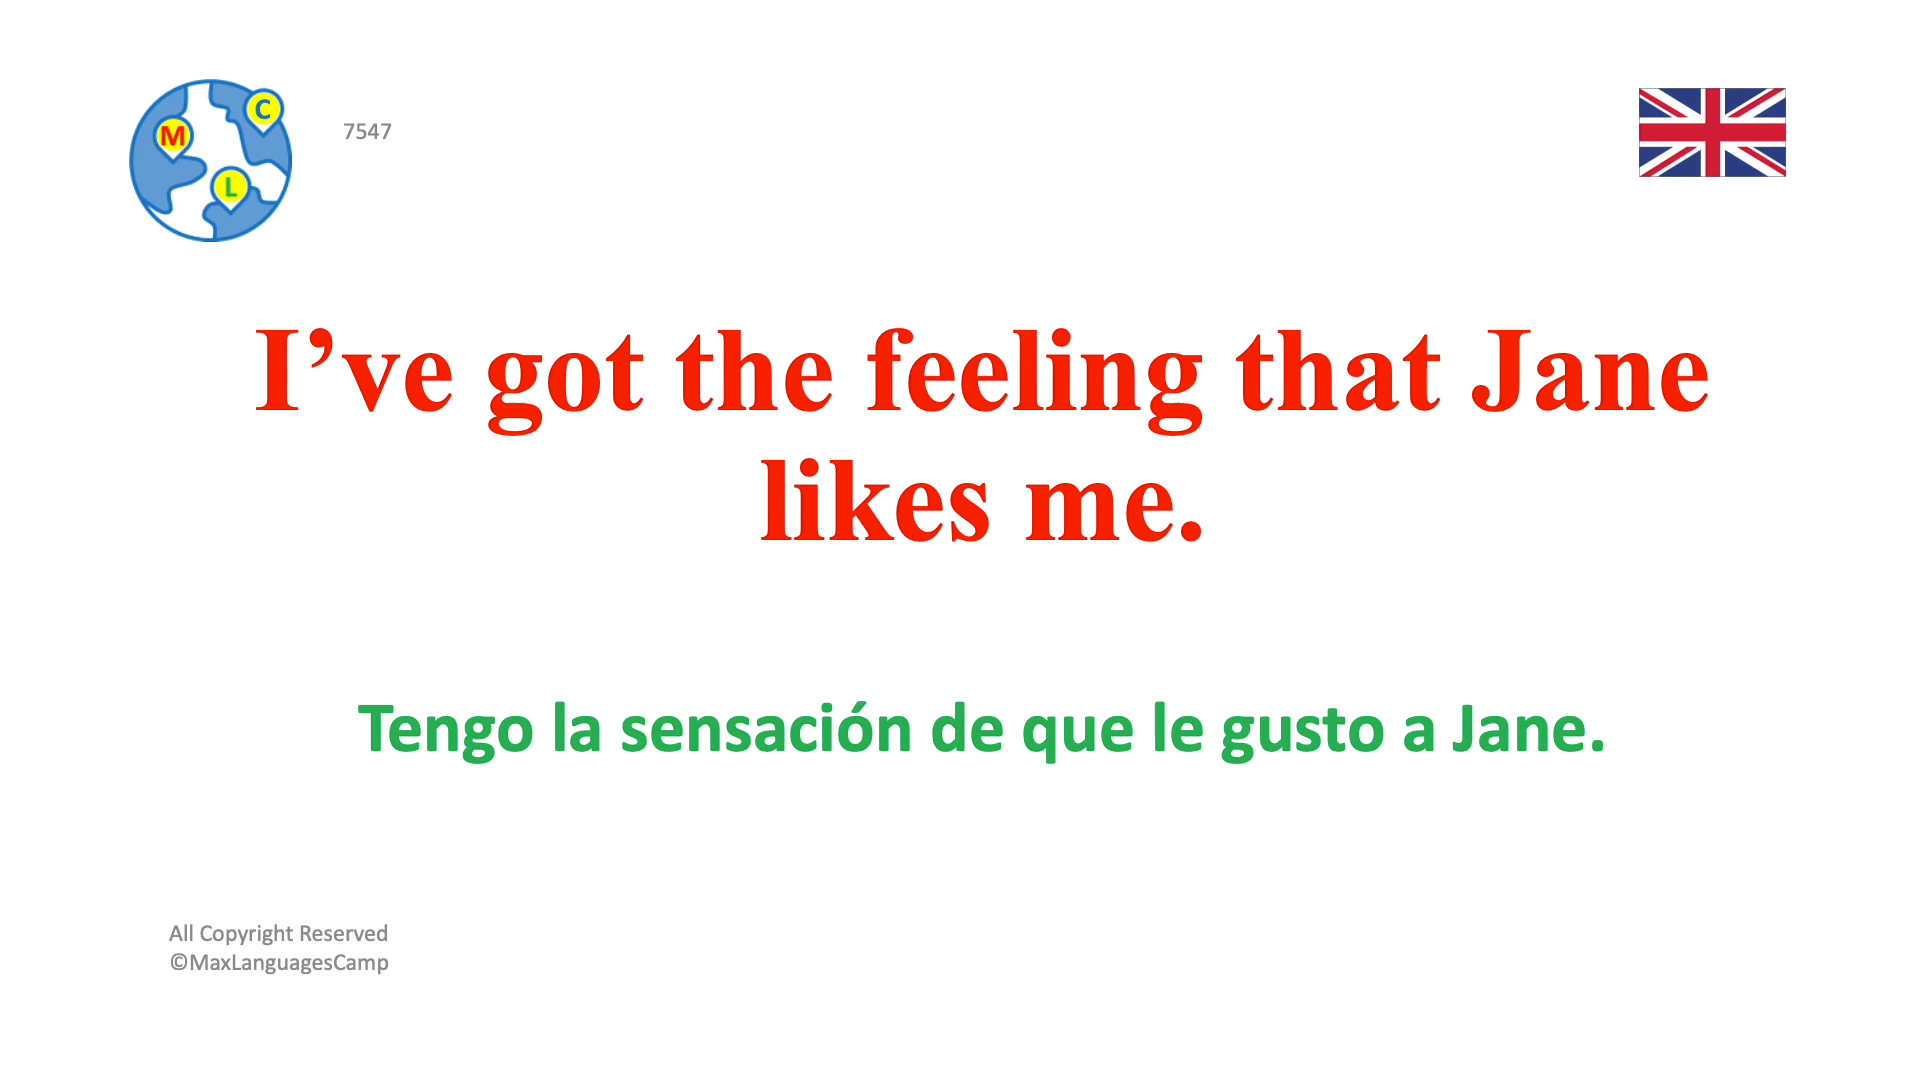 C
M
L
7547
I’ve got the feeling that Jane
likes me.
Tengo la sensación de que le gusto a Jane.
All Copyright Reserved
©MaxLanguagesCamp